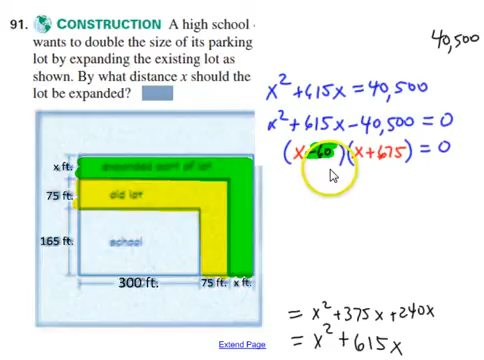 91. CONSTRUCTION A high school
wants to double the size of its parking
lot by expanding the existing lot as
shown. By what distance x should the
lot be expanded?
40,500
x² + 615x = 40,500
x² + 615x - 40,500 = 0
(x - 60)(x + 675) = 0
x ft.
expanded part of lot
75 ft.
old lot
165 ft.
school
300 ft.
75 ft.
x ft.
= x² + 375x + 240x
= x² + 615x
Extend Page